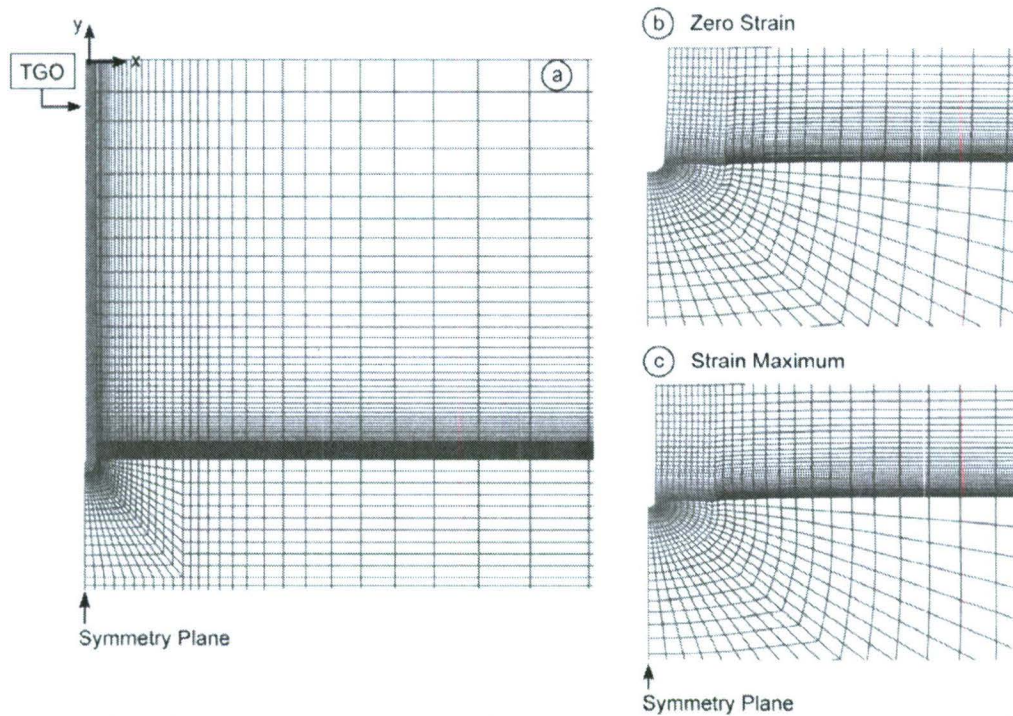 y
x
TGO
a
Symmetry Plane
b Zero Strain
c Strain Maximum
Symmetry Plane